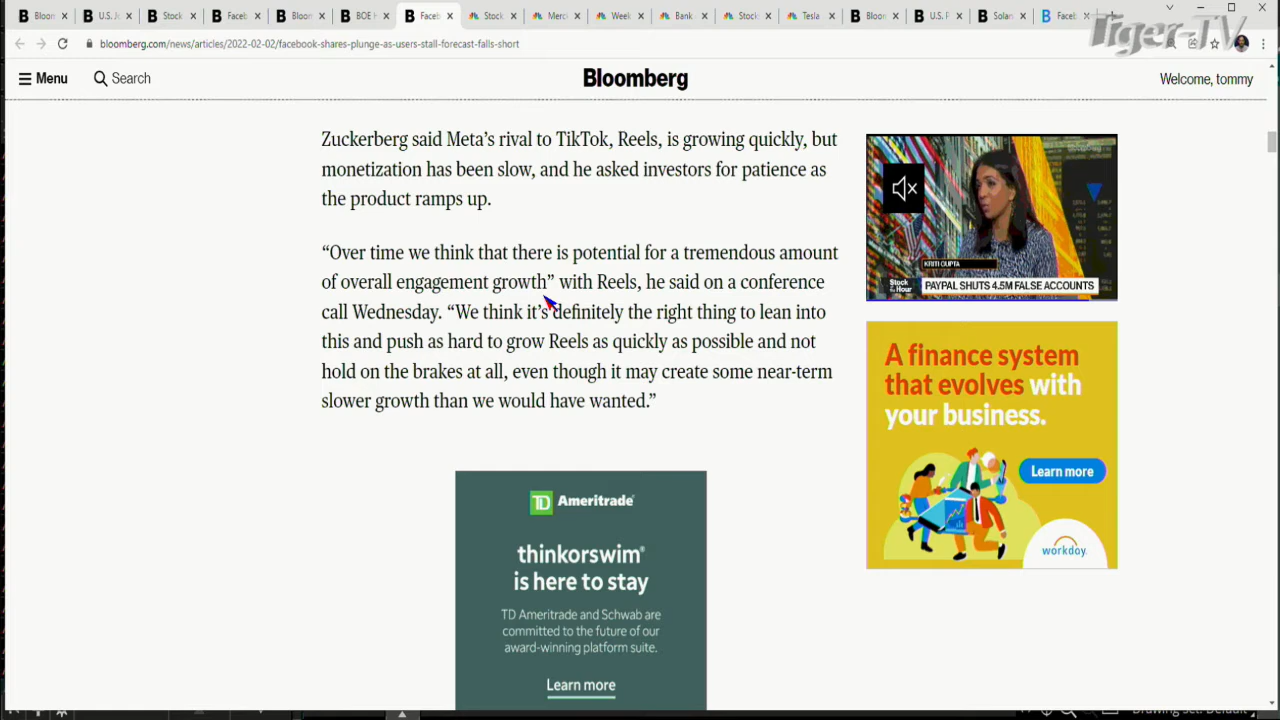 Bloom
U.S. Jo
Stock
Faceb
Bloom
BOE H
Faceb
Stock
Merc
Week
Bank
Stock
Tesla
Bloom
U.S. P
Solan
Faceb
Tiger-TV
bloomberg.com/news/articles/2022-02-02/facebook-shares-plunge-as-users-stall-forecast-falls-short
Menu
Search
Bloomberg
Welcome, tommy
Zuckerberg said Meta’s rival to TikTok, Reels, is growing quickly, but
monetization has been slow, and he asked investors for patience as
the product ramps up.
“Over time we think that there is potential for a tremendous amount
of overall engagement growth” with Reels, he said on a conference
call Wednesday. “We think it’s definitely the right thing to lean into
this and push as hard to grow Reels as quickly as possible and not
hold on the brakes at all, even though it may create some near-term
slower growth than we would have wanted.”
KRITI GUPTA
Stock of the Hour
PAYPAL SHUTS 4.5M FALSE ACCOUNTS
A finance system
that evolves with
your business.
Learn more
workday.
TD Ameritrade
thinkorswim®
is here to stay
TD Ameritrade and Schwab are
committed to the future of our
award-winning platform suite.
Learn more
Drawing set: Default